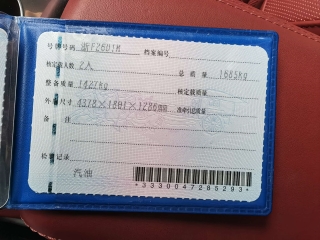 号牌号码 浙F2601M 档案编号
核定载人数 2人 总质量 1685kg
整备质量 1422kg 核定载质量
外廓尺寸 4378×1801×1286mm 准牵引总质量
备注
检验记录
汽油
*3330047285293*